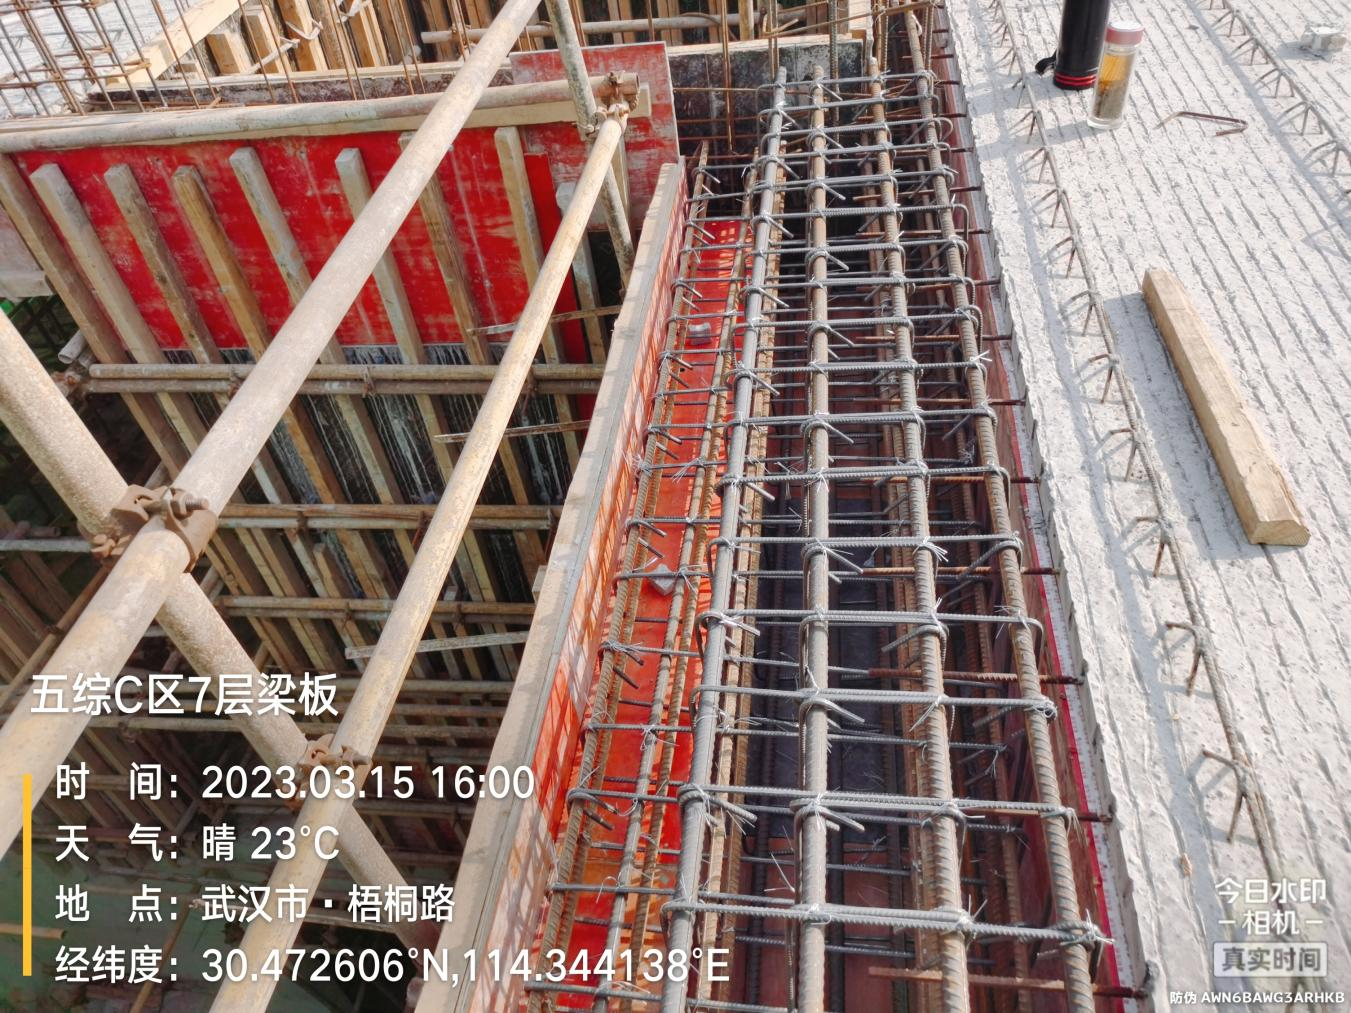 五综C区7层梁板
时 间：2023.03.15 16:00
天 气：晴 23℃
地 点：武汉市·梧桐路
经纬度：30.472606°N,114.344138°E
今日水印
相机
真实时间
防伪 AWN6BAWG3ARHKB